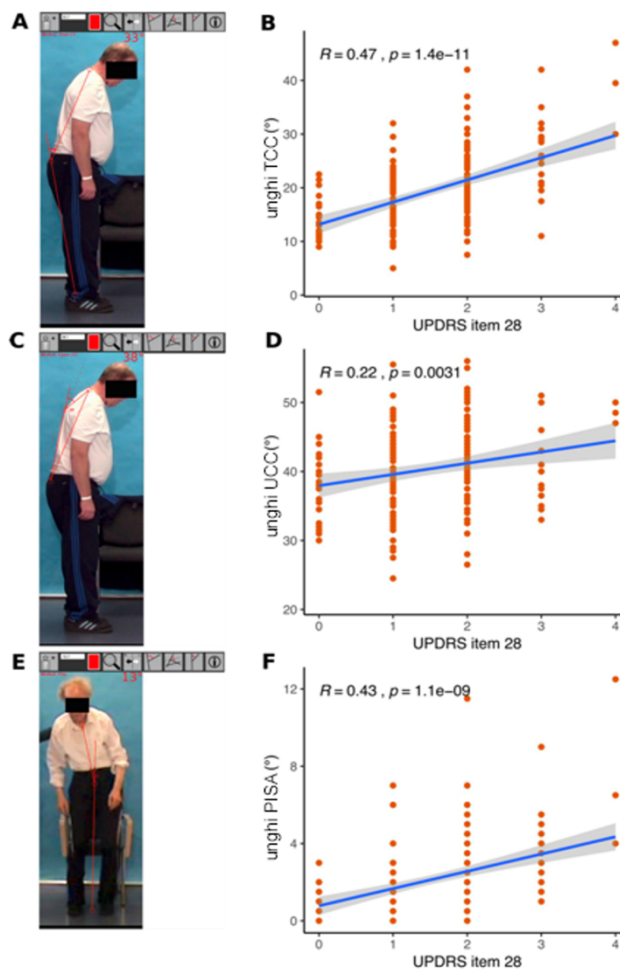 A
33°
B
R = 0.47 , p = 1.4e−11
unghi TCC (°)
40
30
20
10
0
0 1 2 3 4
UPDRS item 28
C
38°
D
R = 0.22 , p = 0.0031
unghi UCC (°)
50
40
30
20
0 1 2 3 4
UPDRS item 28
E
13°
F
R = 0.43 , p = 1.1e−09
unghi PISA (°)
12
8
4
0
0 1 2 3 4
UPDRS item 28